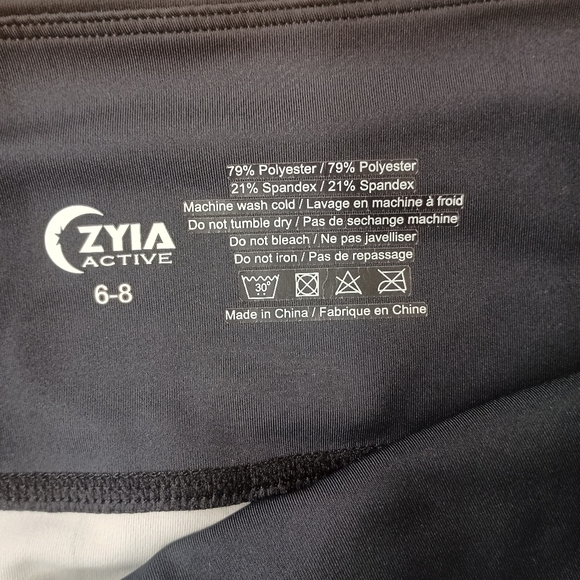 79% Polyester / 79% Polyester
21% Spandex / 21% Spandex
Machine wash cold / Lavage en machine à froid
Do not tumble dry / Pas de sechange machine
Do not bleach / Ne pas javelliser
Do not iron / Pas de repassage
30°
Made in China / Fabrique en Chine
ZYIA
ACTIVE
6-8